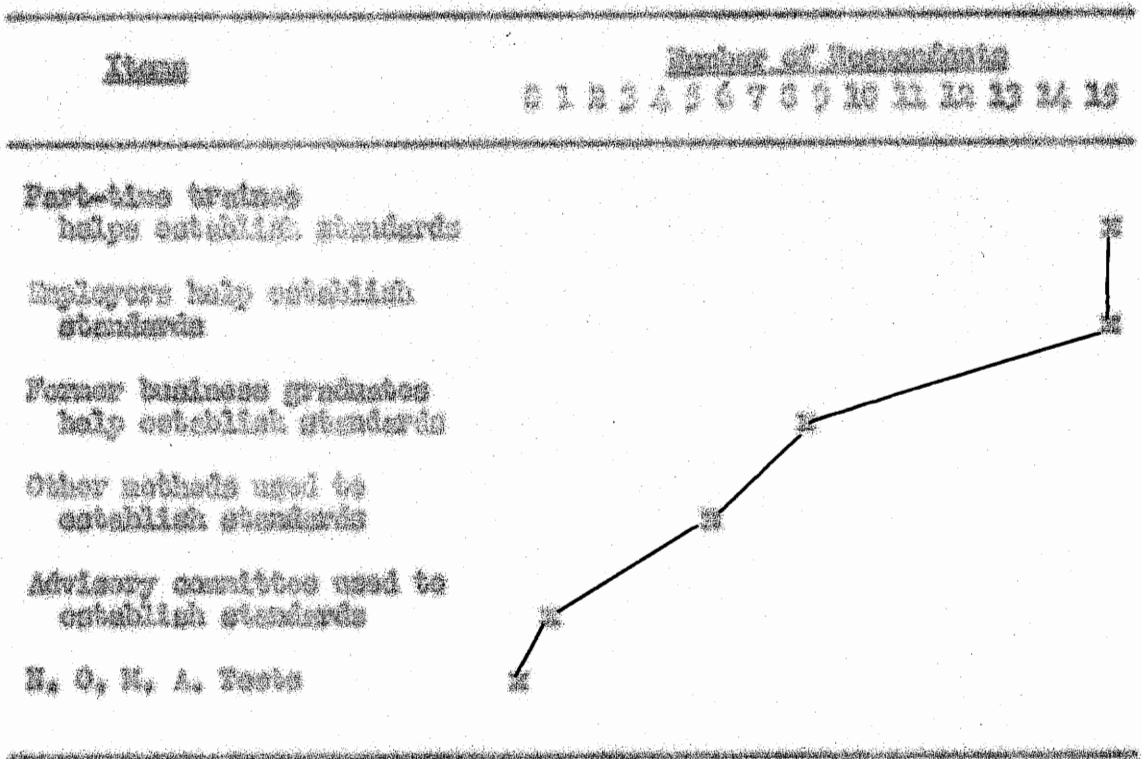 Items
Number of Respondents
0 1 2 3 4 5 6 7 8 9 10 11 12 13 14 15
Part-time trainee
helps establish standards
Employers help establish
standards
Former business graduates
help establish standards
Other methods used to
establish standards
Advisory committee used to
establish standards
N. O. M. A. Tests